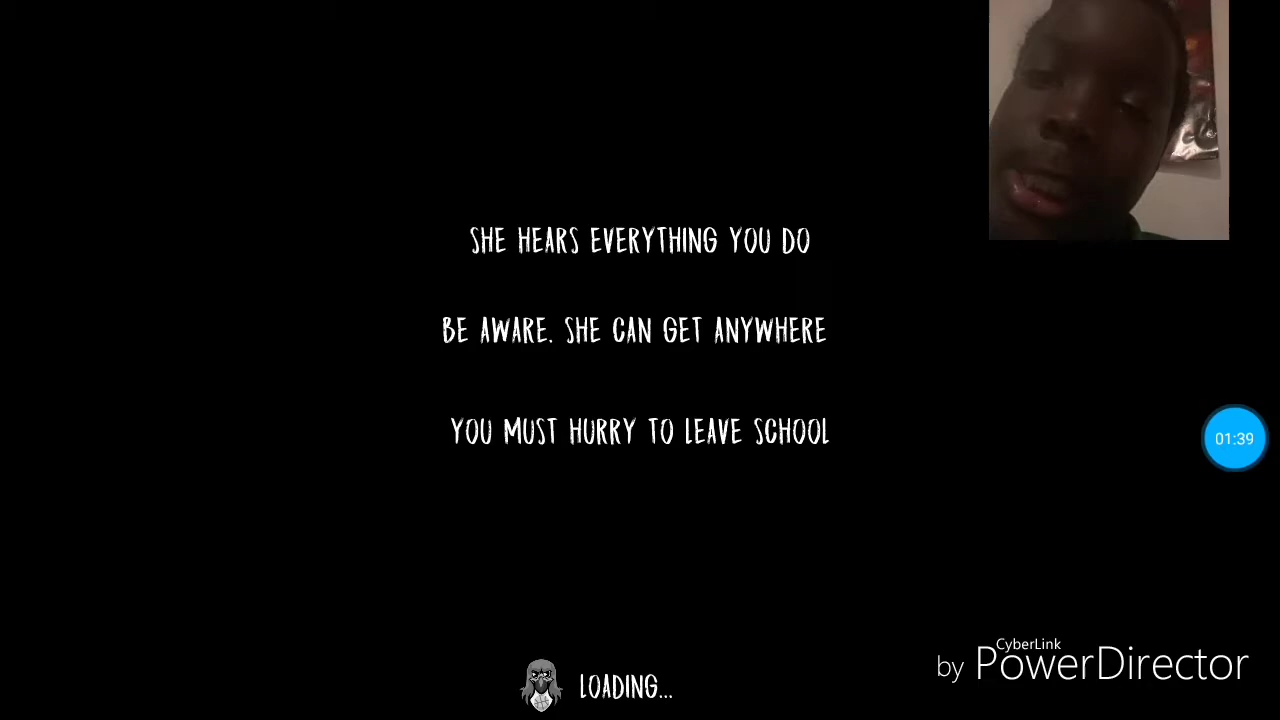 SHE HEARS EVERYTHING YOU DO
BE AWARE. SHE CAN GET ANYWHERE
YOU MUST HURRY TO LEAVE SCHOOL
01:39
LOADING...
CyberLink
by PowerDirector